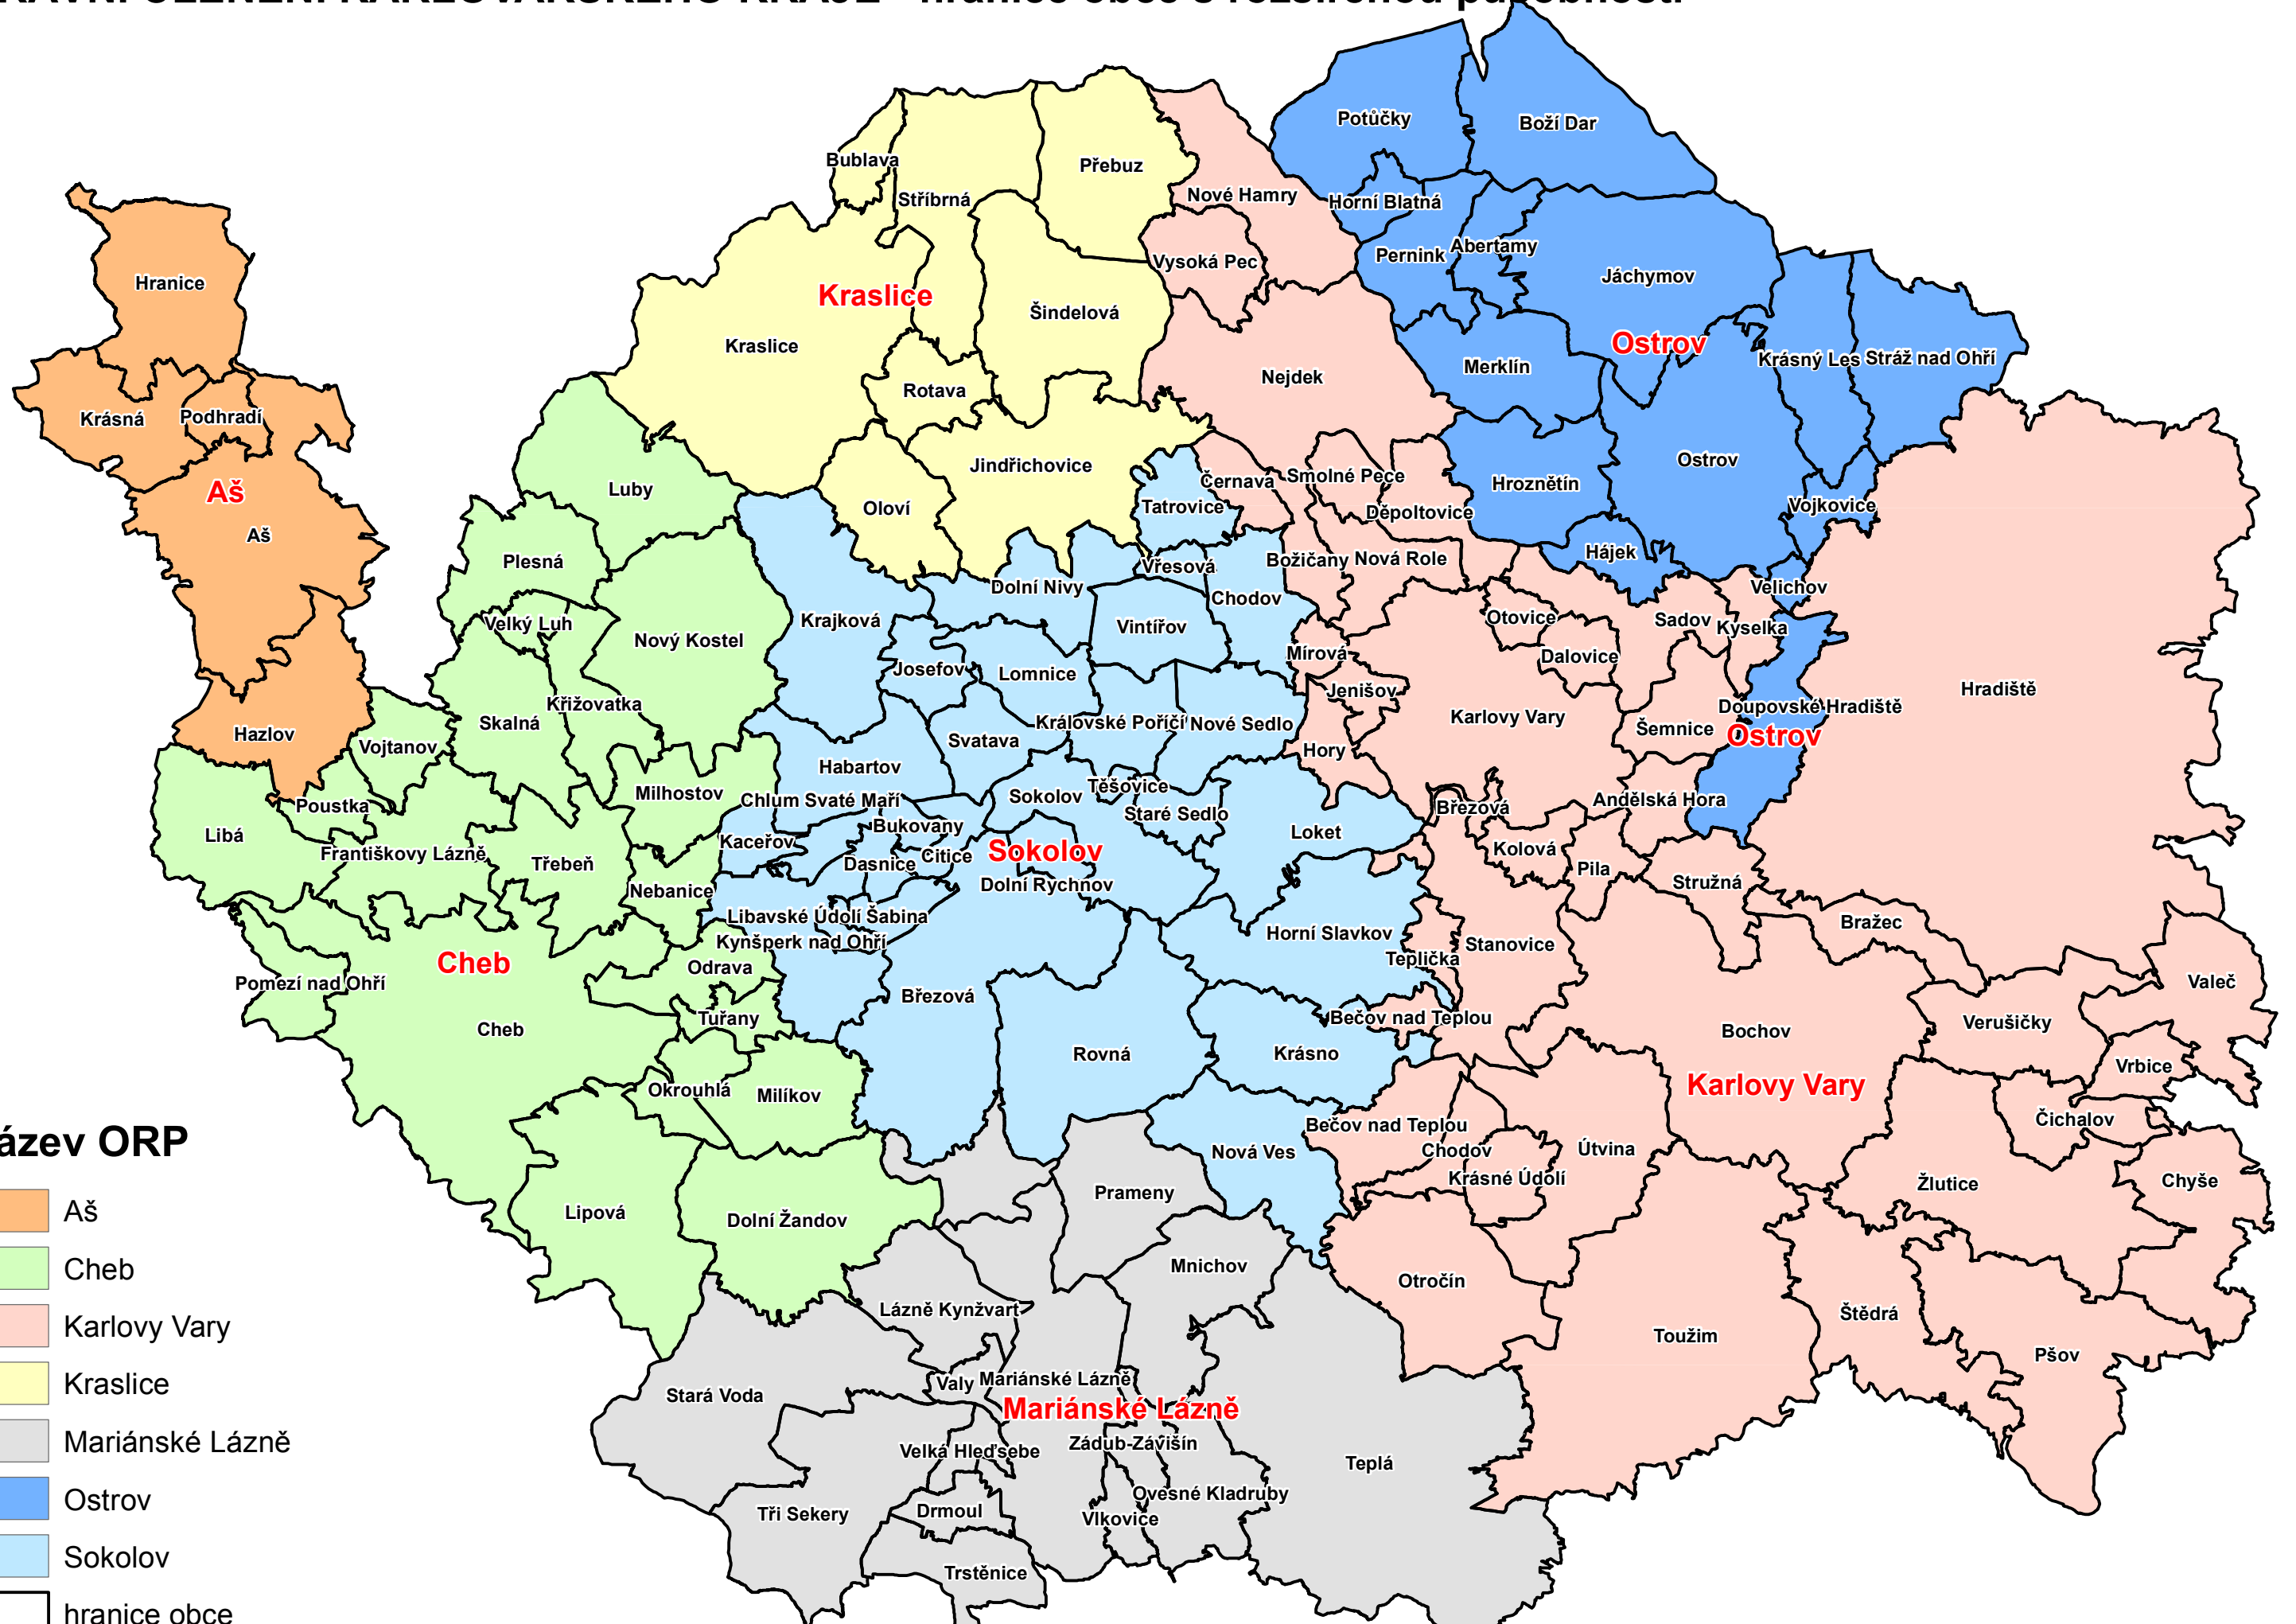 RAVNÍ ČLENĚNÍ KARLOVARSKÉHO KRAJE - hranice obce s rozšířenou působností
Potůčky
Boží Dar
Bublava
Přebuz
Stříbrná
Nové Hamry
Horní Blatná
Abertamy
Pernink
Vysoká Pec
Jáchymov
Hranice
Kraslice
Šindelová
Ostrov
Kraslice
Krásný Les
Stráž nad Ohří
Merklín
Nejdek
Rotava
Krásná
Podhradí
Ostrov
Jindřichovice
Smolné Pece
Černava
Hroznětín
Luby
Aš
Tatrovice
Oloví
Vojkovice
Děpoltovice
Aš
Hájek
Plesná
Božičany
Nová Role
Vřesová
Dolní Nivy
Velichov
Chodov
Otovice
Sadov
Krajková
Velký Luh
Vintířov
Kyselka
Nový Kostel
Mírová
Dalovice
Josefov
Lomnice
Hradiště
Jenišov
Křižovatka
Doupovské Hradiště
Karlovy Vary
Skalná
Královské Poříčí
Nové Sedlo
Šemnice
Hazlov
Ostrov
Svatava
Vojtanov
Hory
Habartov
Těšovice
Milhostov
Sokolov
Chlum Svaté Maří
Andělská Hora
Poustka
Březová
Staré Sedlo
Bukovany
Loket
Libá
Kaceřov
Kolová
Sokolov
Františkovy Lázně
Citice
Třebeň
Dasnice
Pila
Stružná
Dolní Rychnov
Nebanice
Libavské Údolí
Šabina
Bražec
Horní Slavkov
Kynšperk nad Ohří
Stanovice
Teplička
Cheb
Odrava
Valeč
Pomezí nad Ohří
Březová
Tuřany
Bečov nad Teplou
Verušičky
Cheb
Bochov
Rovná
Krásno
Vrbice
Karlovy Vary
Okrouhlá
Milíkov
Čichalov
Bečov nad Teplou
ázev ORP
Nová Ves
Chodov
Útvina
Krásné Údolí
Chyše
Žlutice
Prameny
Aš
Lipová
Dolní Žandov
Mnichov
Cheb
Otročín
Lázně Kynžvart
Štědrá
Karlovy Vary
Toužim
Pšov
Mariánské Lázně
Valy
Kraslice
Stará Voda
Mariánské Lázně
Mariánské Lázně
Zádub-Závišín
Velká Hleďsebe
Teplá
Ovesné Kladruby
Ostrov
Drmoul
Tři Sekery
Vlkovice
Sokolov
Trstěnice
hranice obce